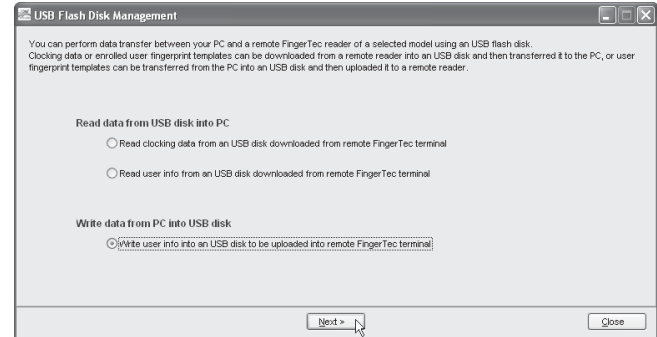 USB Flash Disk Management
You can perform data transfer between your PC and a remote FingerTec reader of a selected model using an USB flash disk.
Clocking data or enrolled user fingerprint templates can be downloaded from a remote reader into an USB disk and then transferred it to the PC, or user
fingerprint templates can be transferred from the PC into an USB disk and then uploaded it to a remote reader.
Read data from USB disk into PC
Read clocking data from an USB disk downloaded from remote FingerTec terminal
Read user info from an USB disk downloaded from remote FingerTec terminal
Write data from PC into USB disk
Write user info into an USB disk to be uploaded into remote FingerTec terminal
Next »
Close